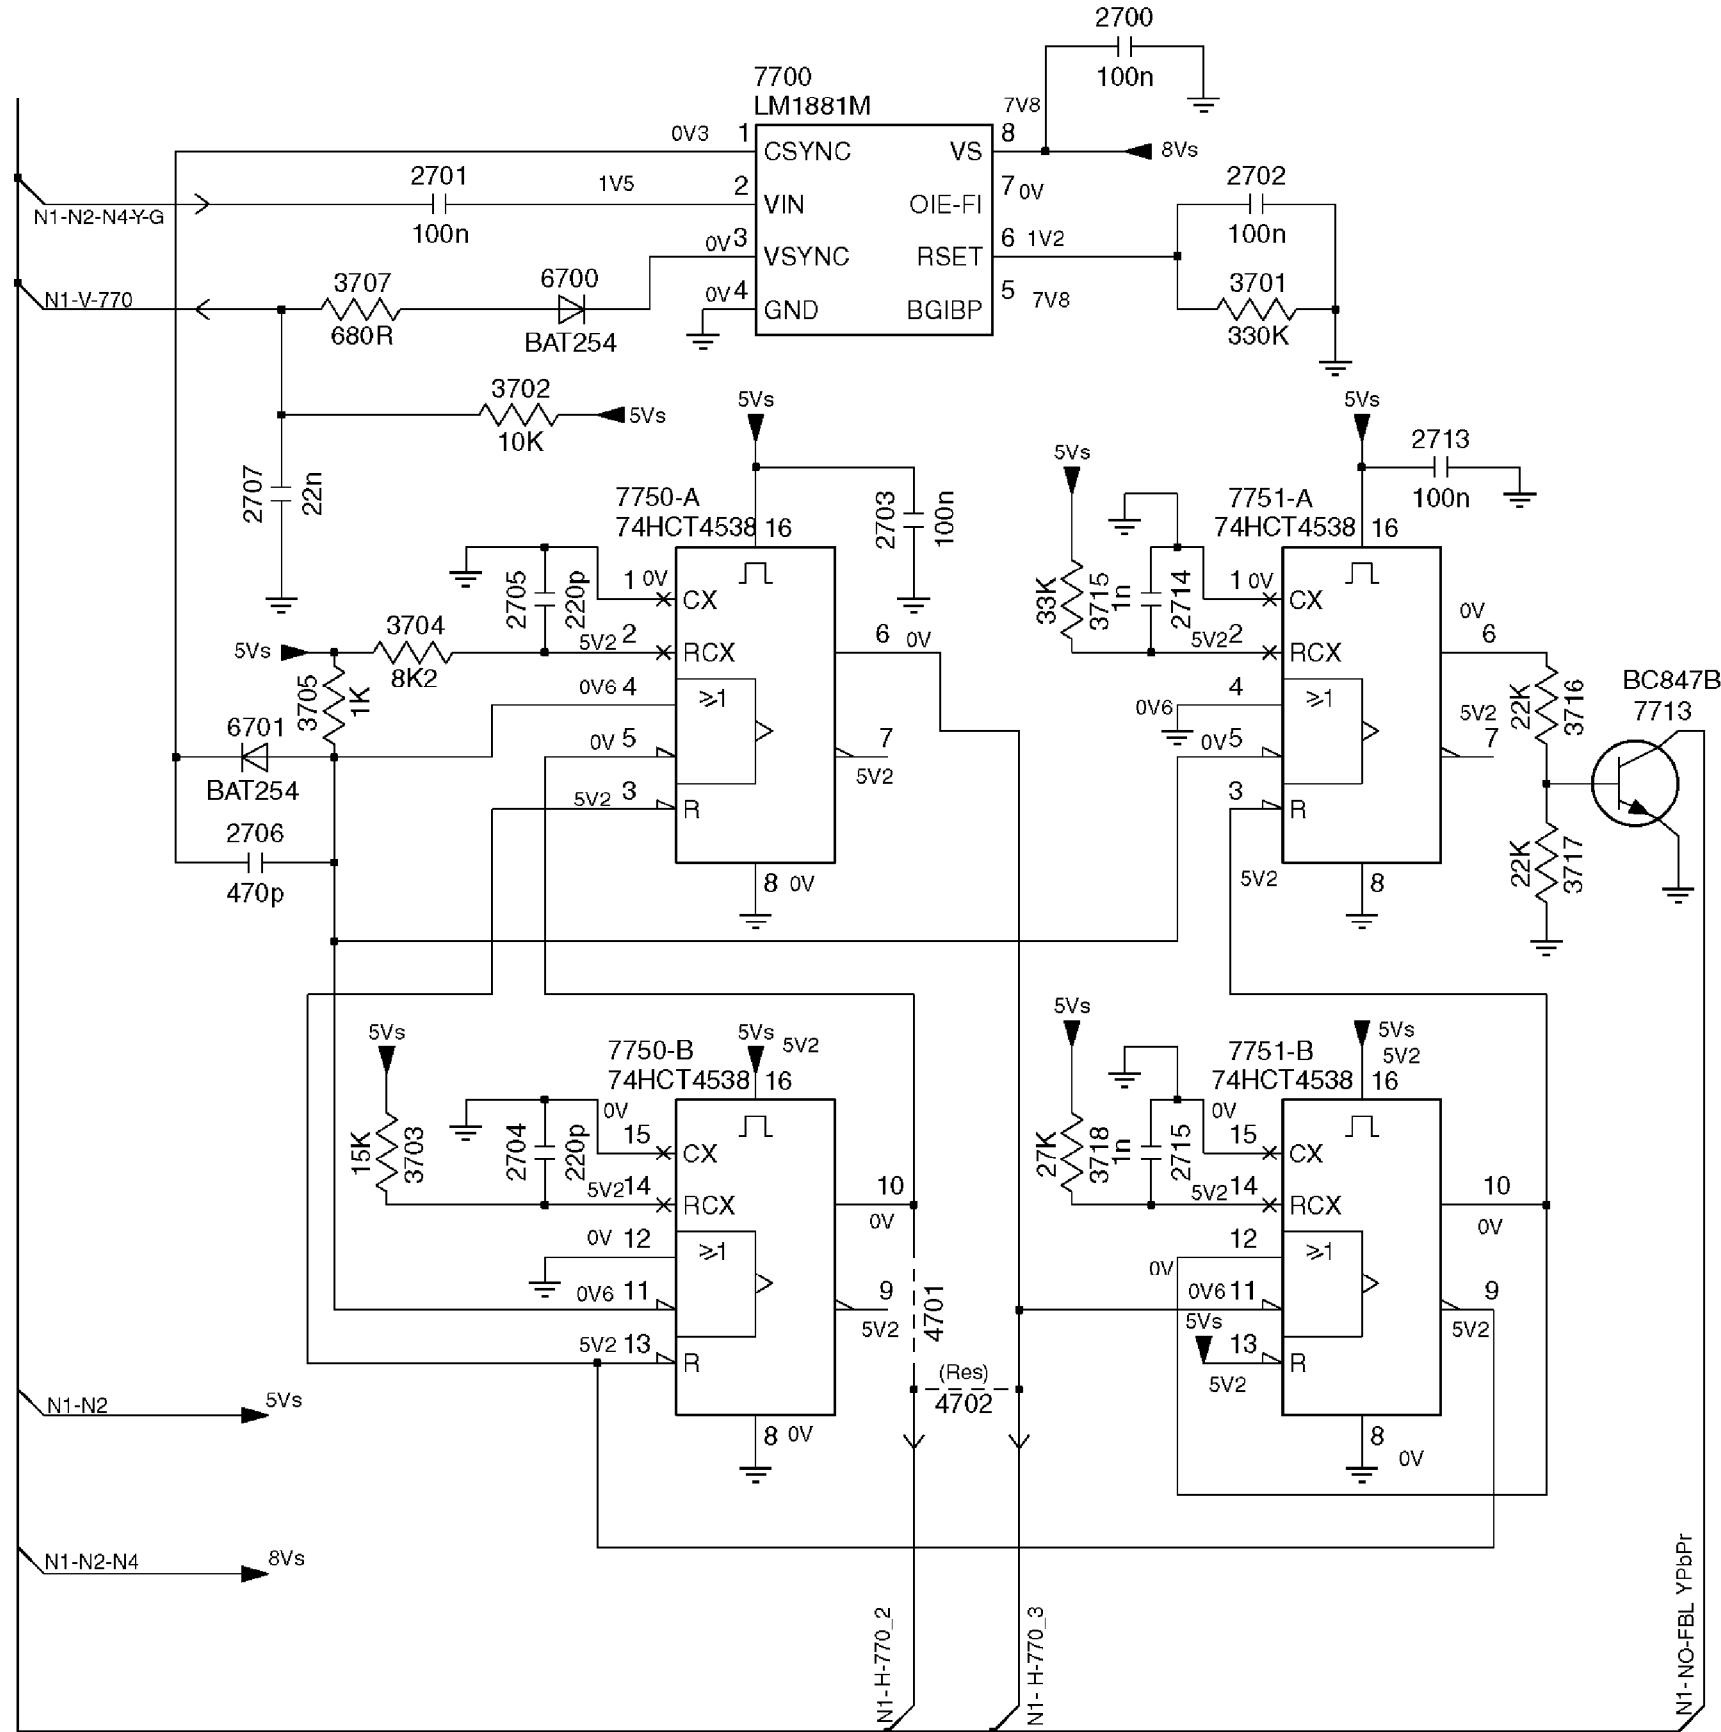 2700
100n
7700
LM1881M
7V8
0V3 1 CSYNC VS 8 8Vs
2701 1V5 2 VIN OIE-FI 7 0V 2702
N1-N2-N4-Y-G 100n 100n
0V 3 VSYNC RSET 6 1V2
N1-V-770 3707 6700 0V 4 GND BGIBP 5 7V8 3701
680R BAT254 330K
3702 5Vs
10K
5Vs
5Vs
2713
100n
5Vs
2707 22n
7750-A
74HCT4538 16
2703 100n
7751-A
74HCT4538 16
2705 220p
1 0V CX
3704
8K2
5Vs
5V2 2 RCX
6 0V
3705 1K
0V6 4 ≥1
6701
BAT254
0V 5
7
5V2
5V2 3 R
2706
470p
8 0V
33K 3715
1n 2714
1 0V CX
5V2 2 RCX
0V
6
4 ≥1
0V6
0V 5
5V2
7
3 R
5V2
8
22K 3716
BC847B
7713
22K 3717
5Vs
5Vs 5V2
7750-B
74HCT4538 16
15K 3703
2704 220p
0V
15 CX
5V2 14 RCX
10
0V
0V 12 ≥1
0V6 11
9
5V2
5V2 13 R
8 0V
4701
(Res)
4702
5Vs
5Vs
5V2
7751-B
74HCT4538 16
27K 3718
1n 2715
0V
15 CX
5V2 14 RCX
10
0V
12 ≥1
0V
0V6 11
9
5V2
5Vs
13 R
5V2
8
0V
N1-N2 5Vs
N1-N2-N4 8Vs
N1-H-770_2
N1-H-770_3
N1-NO-FBL YPbPr